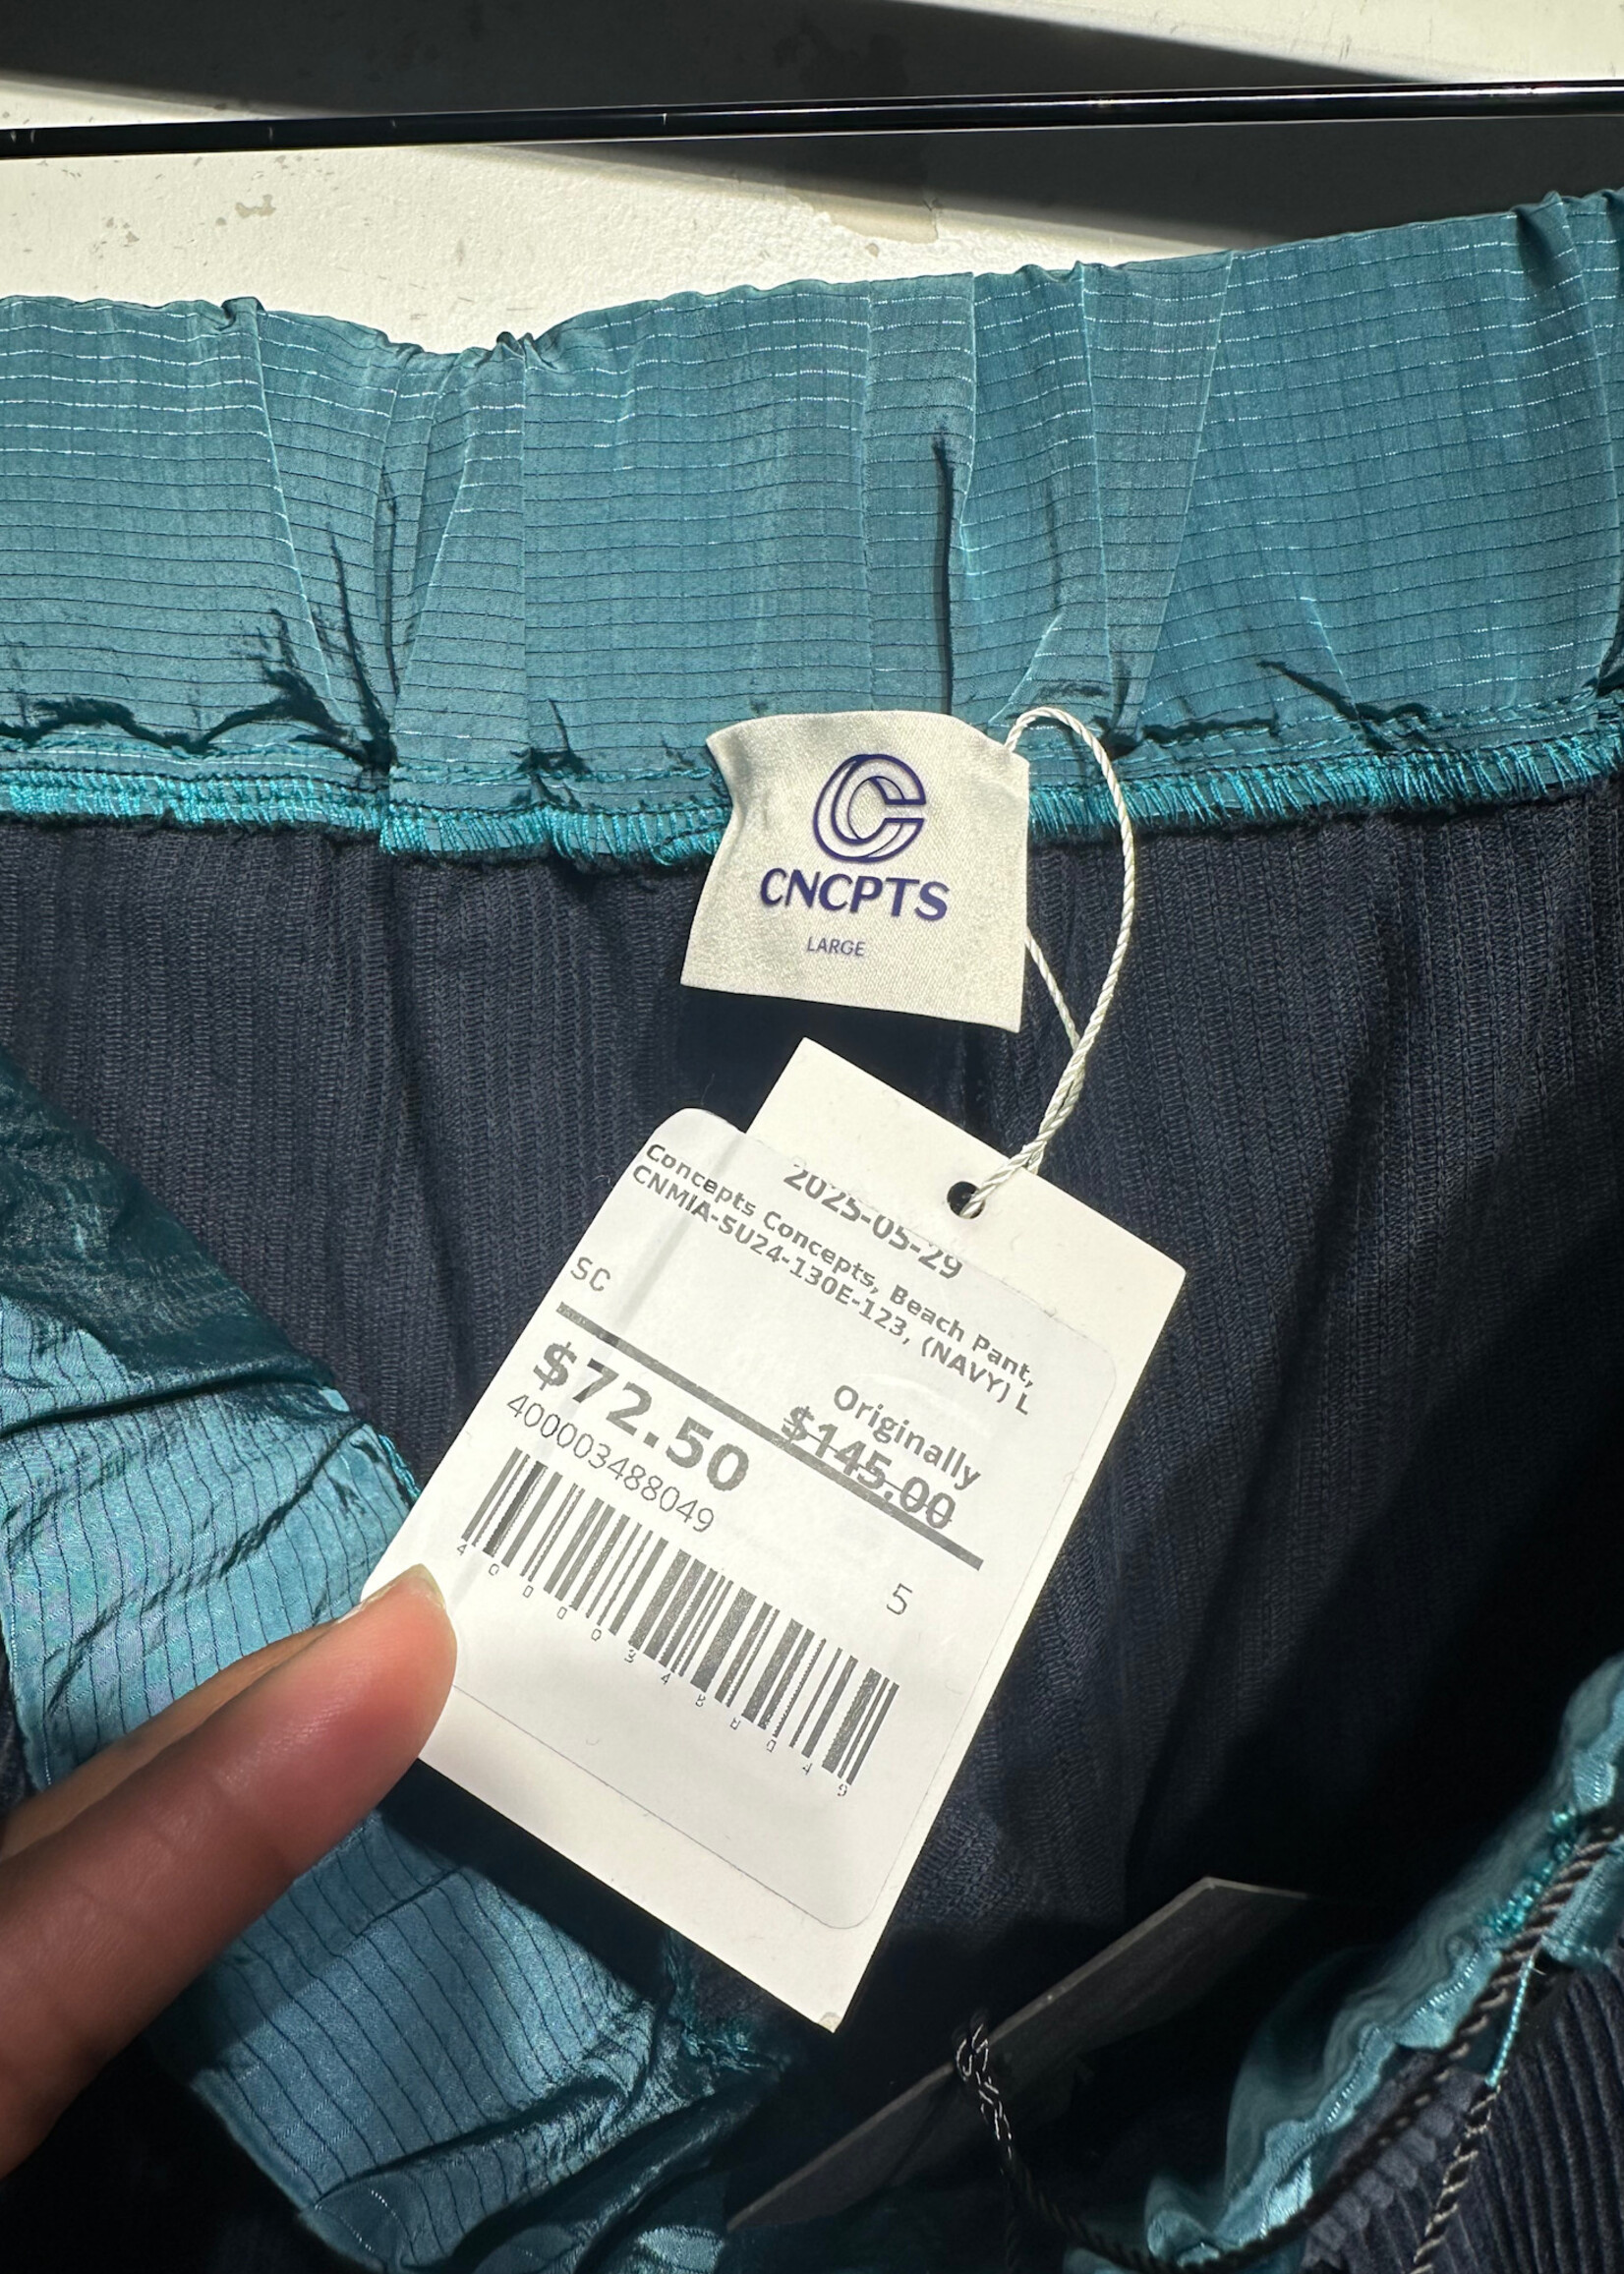 CNCPTS
LARGE
2025-05-29
Concepts Concepts, Beach Pant,
CNMIA-SU24-130E-123, (NAVY) L
SC
Originally
$72.50 $145.00
400003488049
5
400003488049